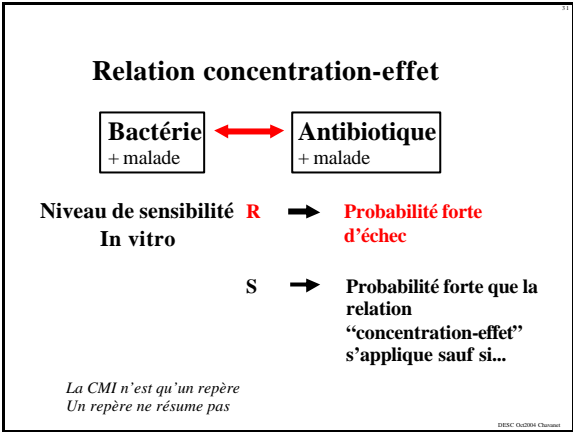 31
Relation concentration-effet
Bactérie
+ malade
Antibiotique
+ malade
Niveau de sensibilité R Probabilité forte
In vitro d’échec
S Probabilité forte que la
relation
“concentration-effet”
s’applique sauf si...
La CMI n’est qu’un repère
Un repère ne résume pas
DESC Oct2004 Chavanet